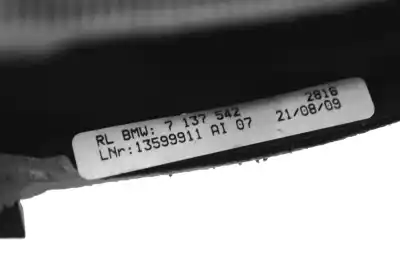 RL BMW: 7 137 542 2816
LNr:13599911 AI 07 21/08/09